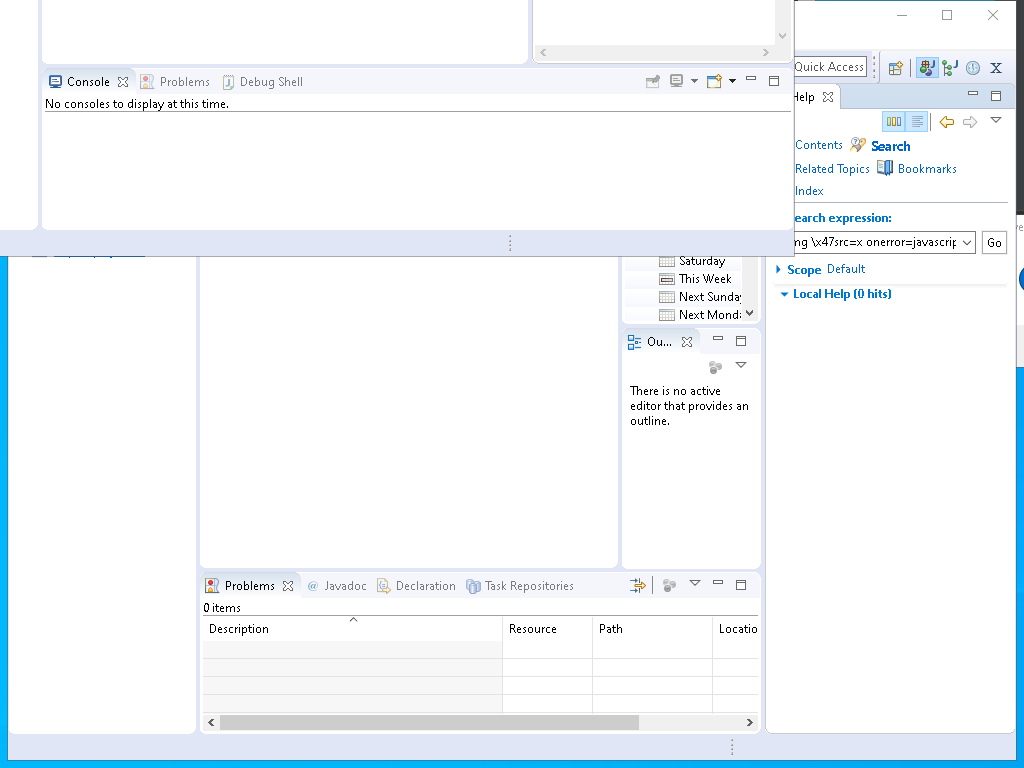 Console
Problems
Debug Shell
No consoles to display at this time.
Quick Access
Help
Contents
Search
Related Topics
Bookmarks
Index
earch expression:
ng \x47src=x onerror=javascrip
Go
Scope Default
Local Help (0 hits)
Saturday
This Week
Next Sunday
Next Mond
Ou...
There is no active
editor that provides an
outline.
Problems
Javadoc
Declaration
Task Repositories
0 items
Description
Resource
Path
Locatio